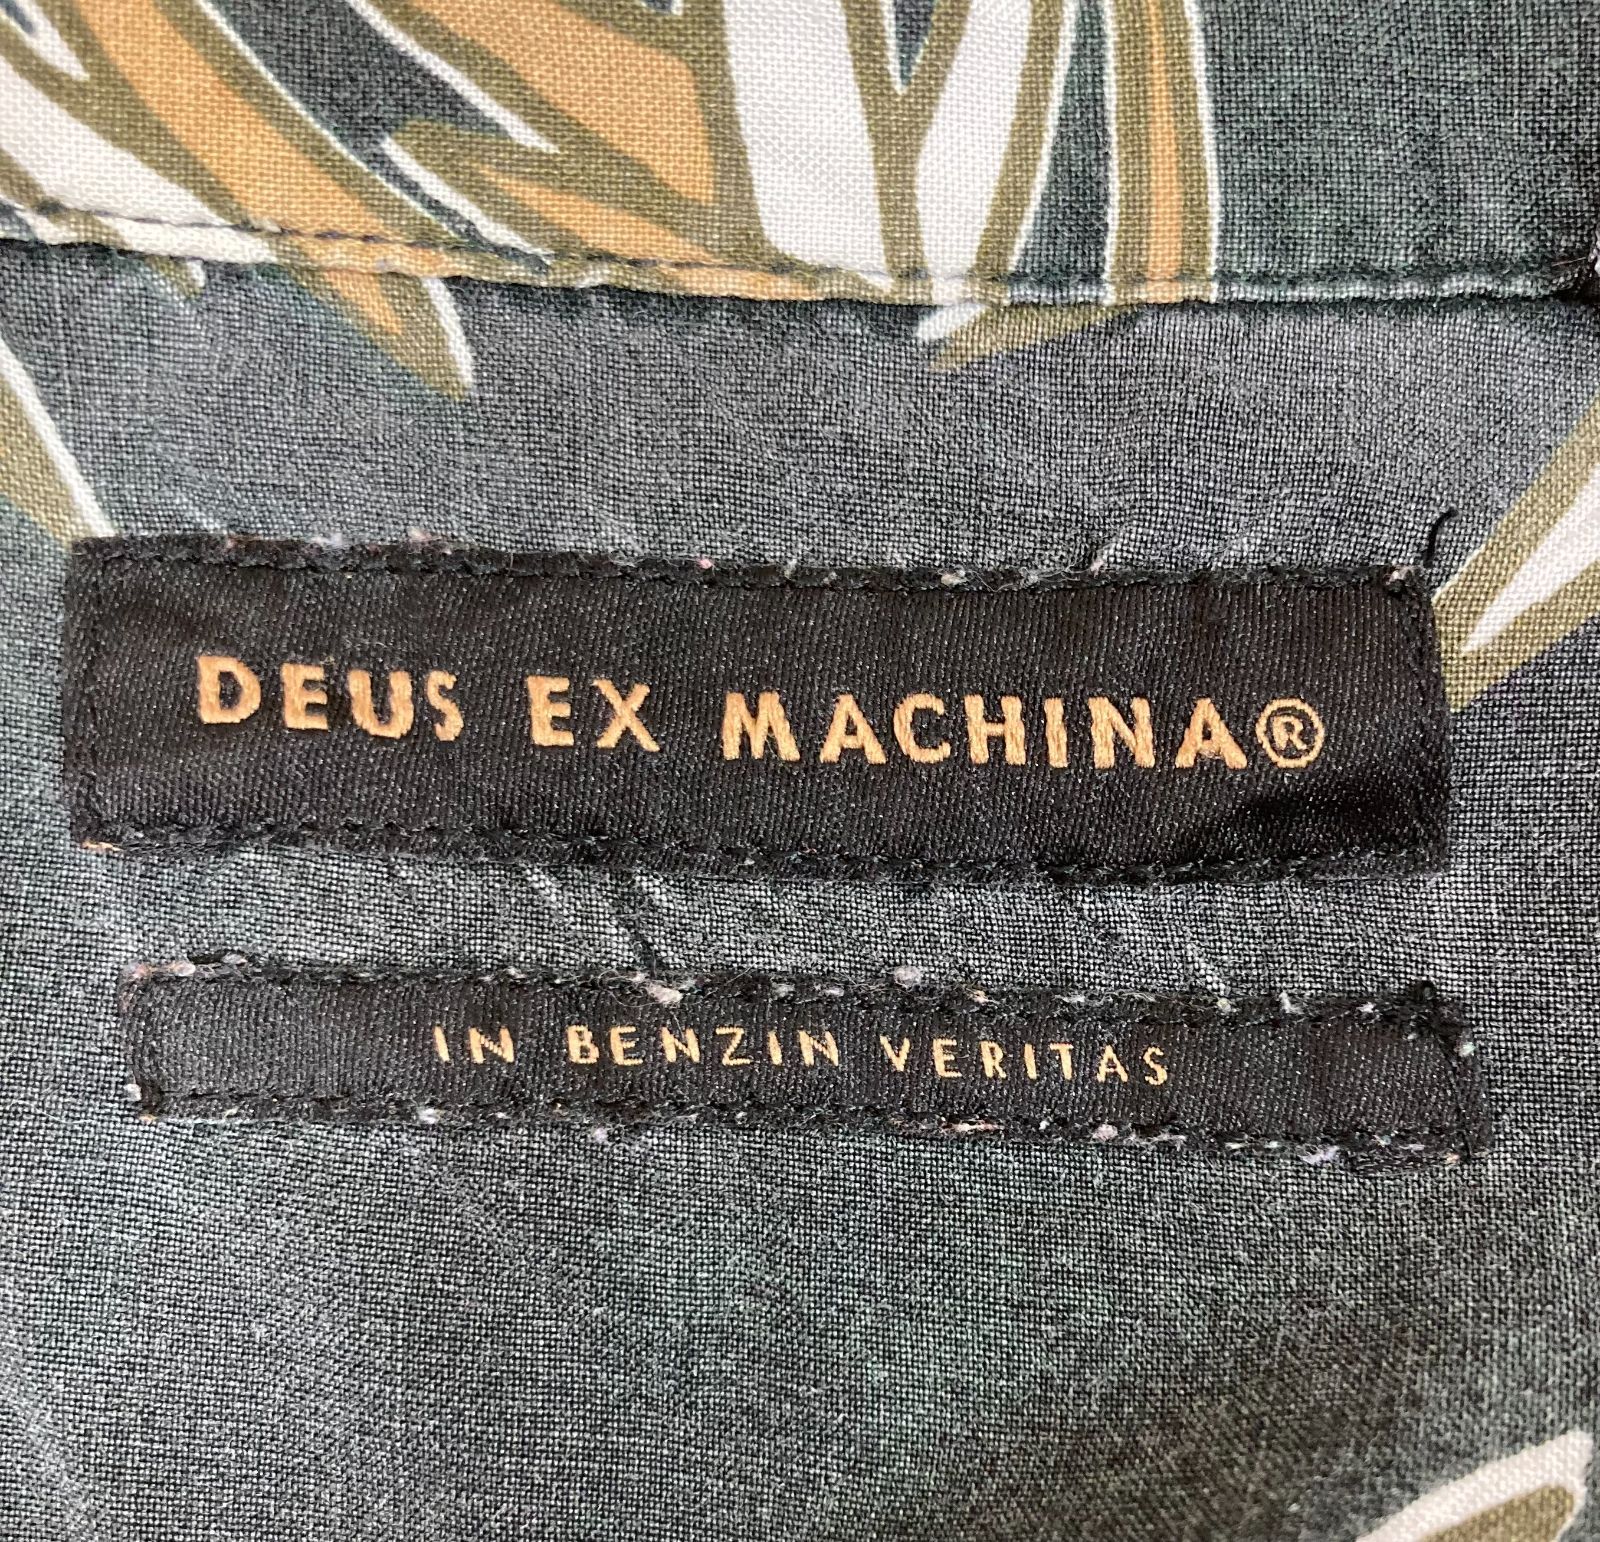 DEUS EX MACHINA®
IN BENZIN VERITAS